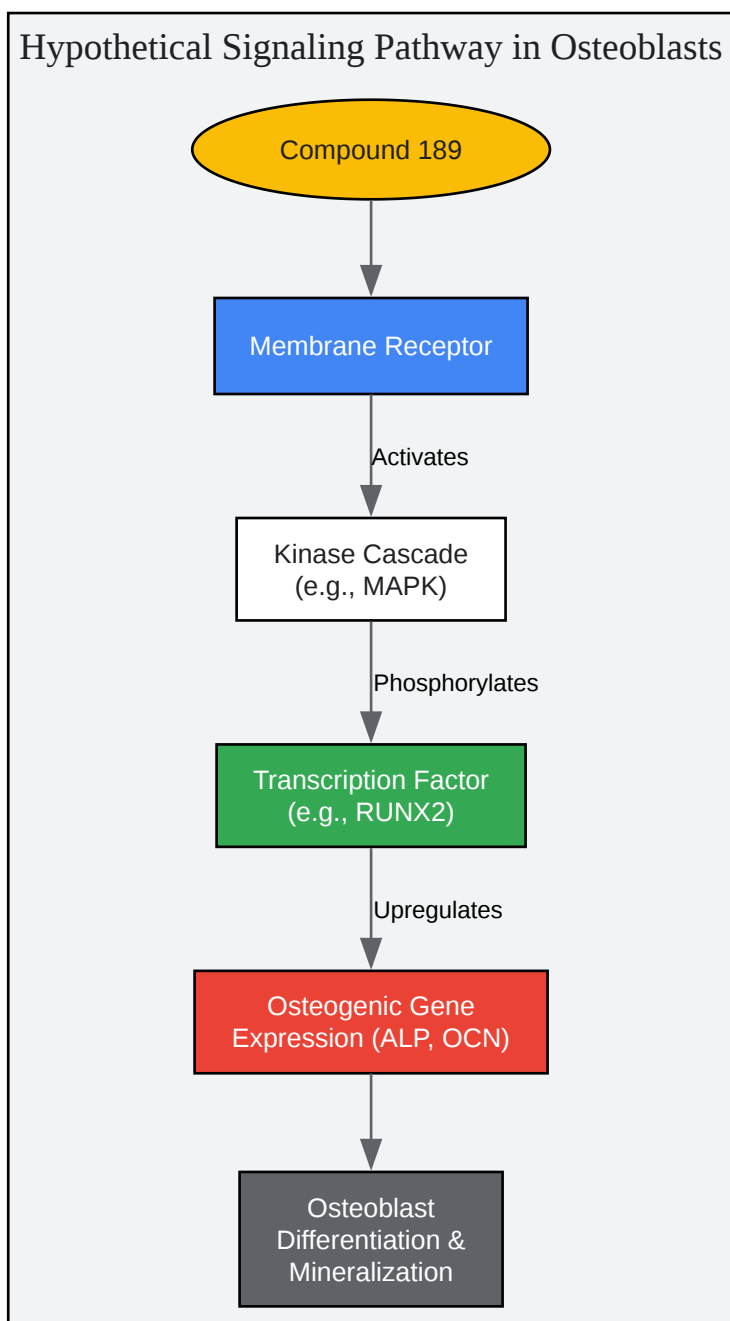 Hypothetical Signaling Pathway in Osteoblasts
Compound 189
Membrane Receptor
Activates
Kinase Cascade
(e.g., MAPK)
Phosphorylates
Transcription Factor
(e.g., RUNX2)
Upregulates
Osteogenic Gene
Expression (ALP, OCN)
Osteoblast
Differentiation &
Mineralization